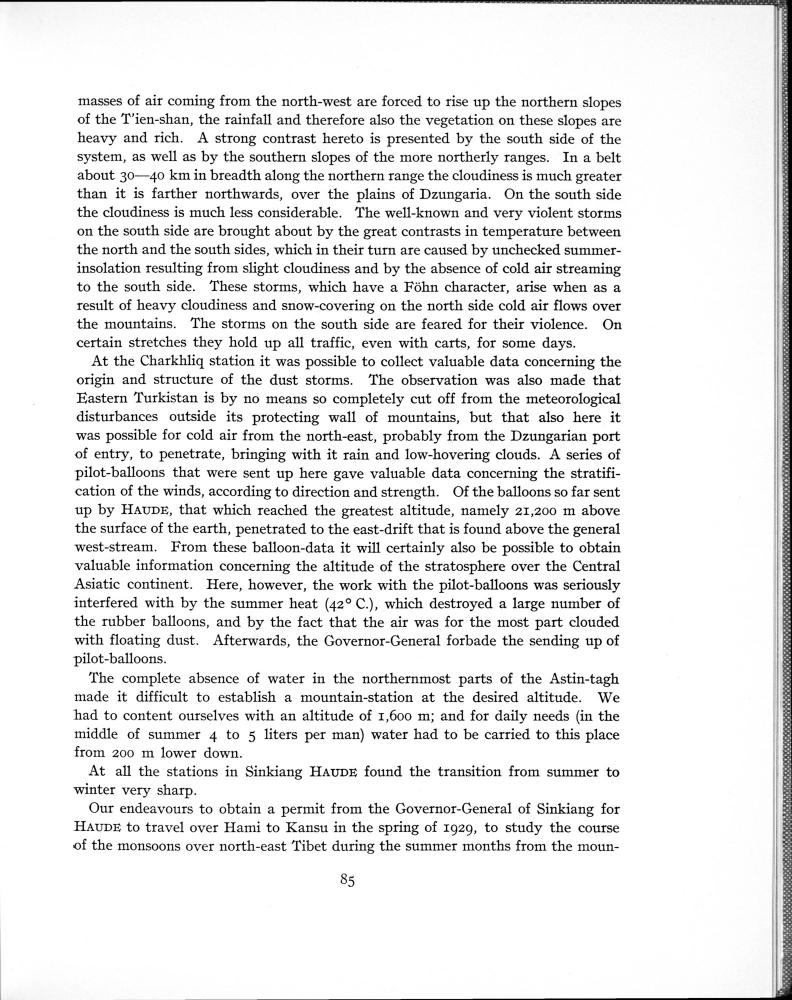 masses of air coming from the north-west are forced to rise up the northern slopes
of the T'ien-shan, the rainfall and therefore also the vegetation on these slopes are
heavy and rich. A strong contrast hereto is presented by the south side of the
system, as well as by the southern slopes of the more northerly ranges. In a belt
about 30—40 km in breadth along the northern range the cloudiness is much greater
than it is farther northwards, over the plains of Dzungaria. On the south side
the cloudiness is much less considerable. The well-known and very violent storms
on the south side are brought about by the great contrasts in temperature between
the north and the south sides, which in their turn are caused by unchecked summer-
insolation resulting from slight cloudiness and by the absence of cold air streaming
to the south side. These storms, which have a Föhn character, arise when as a
result of heavy cloudiness and snow-covering on the north side cold air flows over
the mountains. The storms on the south side are feared for their violence. On
certain stretches they hold up all traffic, even with carts, for some days.
At the Charkhliq station it was possible to collect valuable data concerning the
origin and structure of the dust storms. The observation was also made that
Eastern Turkistan is by no means so completely cut off from the meteorological
disturbances outside its protecting wall of mountains, but that also here it
was possible for cold air from the north-east, probably from the Dzungarian port
of entry, to penetrate, bringing with it rain and low-hovering clouds. A series of
pilot-balloons that were sent up here gave valuable data concerning the stratifi-
cation of the winds, according to direction and strength. Of the balloons so far sent
up by HAUDE, that which reached the greatest altitude, namely 21,200 m above
the surface of the earth, penetrated to the east-drift that is found above the general
west-stream. From these balloon-data it will certainly also be possible to obtain
valuable information concerning the altitude of the stratosphere over the Central
Asiatic continent. Here, however, the work with the pilot-balloons was seriously
interfered with by the summer heat (42° C.), which destroyed a large number of
the rubber balloons, and by the fact that the air was for the most part clouded
with floating dust. Afterwards, the Governor-General forbade the sending up of
pilot-balloons.
The complete absence of water in the northernmost parts of the Astin-tagh
made it difficult to establish a mountain-station at the desired altitude. We
had to content ourselves with an altitude of 1,600 m; and for daily needs (in the
middle of summer 4 to 5 liters per man) water had to be carried to this place
from 200 m lower down.
At all the stations in Sinkiang HAUDE found the transition from summer to
winter very sharp.
Our endeavours to obtain a permit from the Governor-General of Sinkiang for
HAUDE to travel over Hami to Kansu in the spring of 1929, to study the course
of the monsoons over north-east Tibet during the summer months from the moun-
85